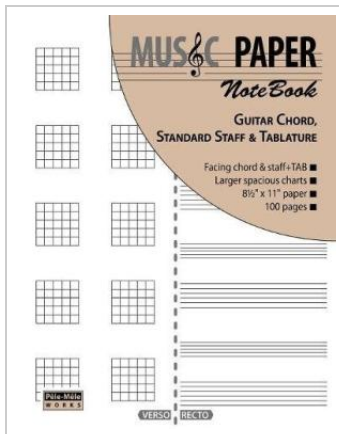 MUSIC PAPER
NoteBook
GUITAR CHORD,
STANDARD STAFF & TABLATURE
Facing chord & staff+TAB ■
Larger spacious charts ■
8½" x 11" paper ■
100 pages ■
Pêle-Mêle
WORKS
VERSO RECTO